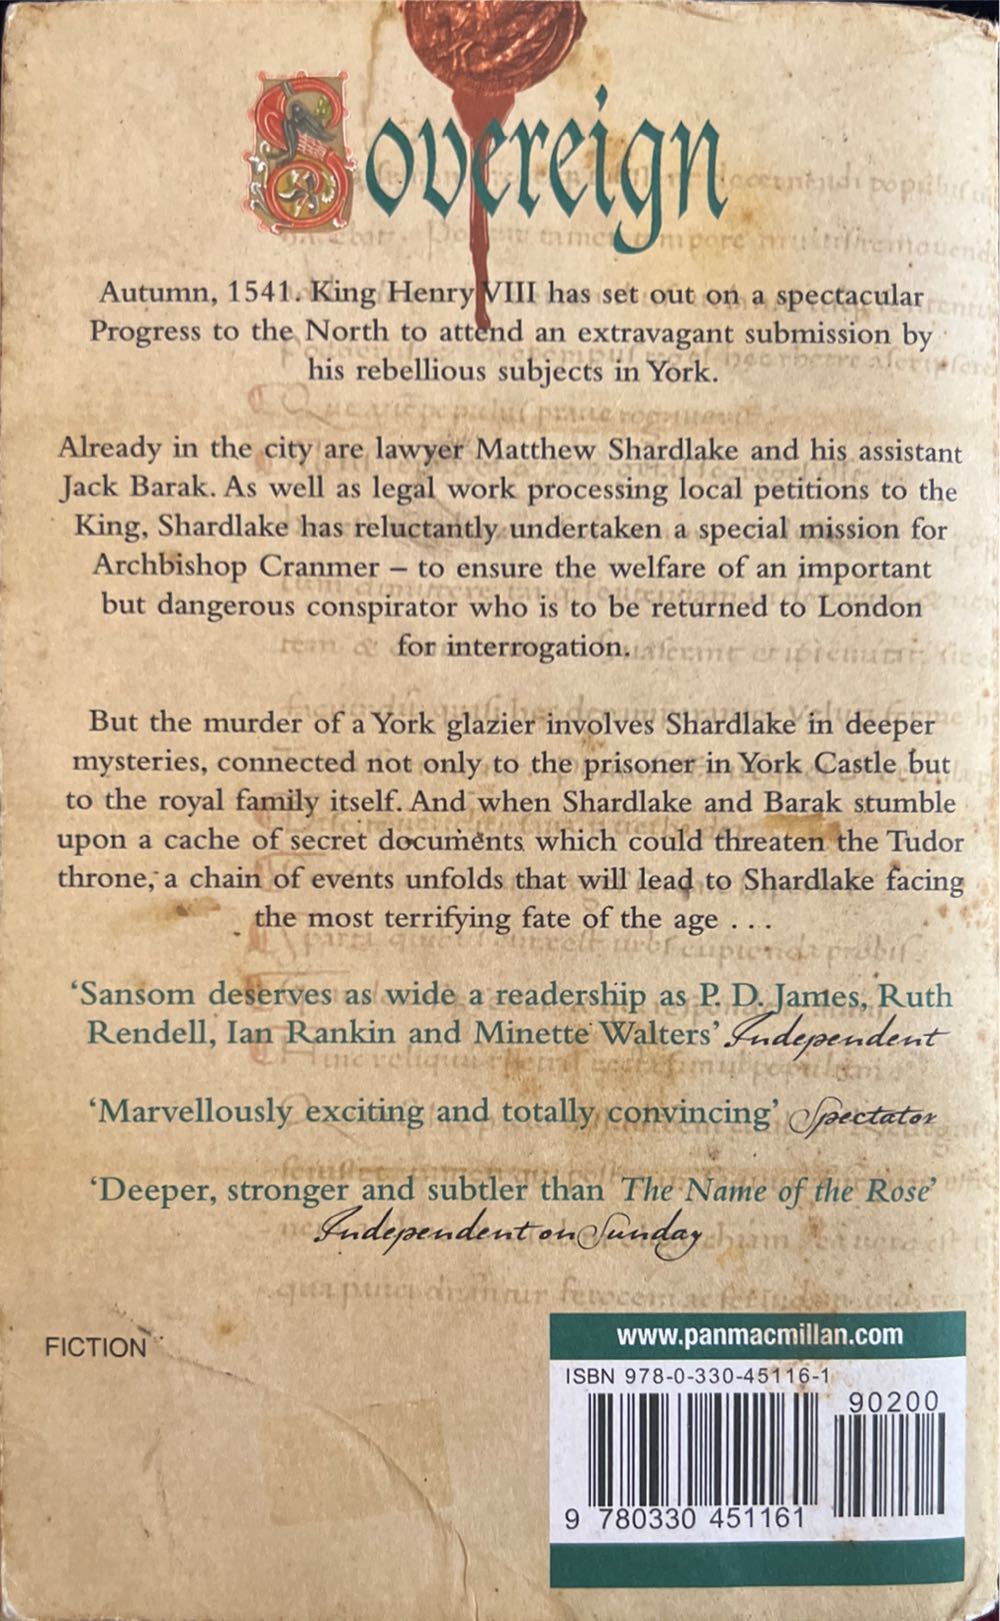 Sovereign
Autumn, 1541. King Henry VIII has set out on a spectacular
Progress to the North to attend an extravagant submission by
his rebellious subjects in York.
Already in the city are lawyer Matthew Shardlake and his assistant
Jack Barak. As well as legal work processing local petitions to the
King, Shardlake has reluctantly undertaken a special mission for
Archbishop Cranmer – to ensure the welfare of an important
but dangerous conspirator who is to be returned to London
for interrogation.
But the murder of a York glazier involves Shardlake in deeper
mysteries, connected not only to the prisoner in York Castle but
to the royal family itself. And when Shardlake and Barak stumble
upon a cache of secret documents which could threaten the Tudor
throne, a chain of events unfolds that will lead to Shardlake facing
the most terrifying fate of the age . . .
‘Sansom deserves as wide a readership as P. D. James, Ruth
Rendell, Ian Rankin and Minette Walters’ Independent
‘Marvellously exciting and totally convincing’ Spectator
‘Deeper, stronger and subtler than The Name of the Rose’
Independent on Sunday
FICTION
www.panmacmillan.com
ISBN 978-0-330-45116-1
90200
9 780330 451161